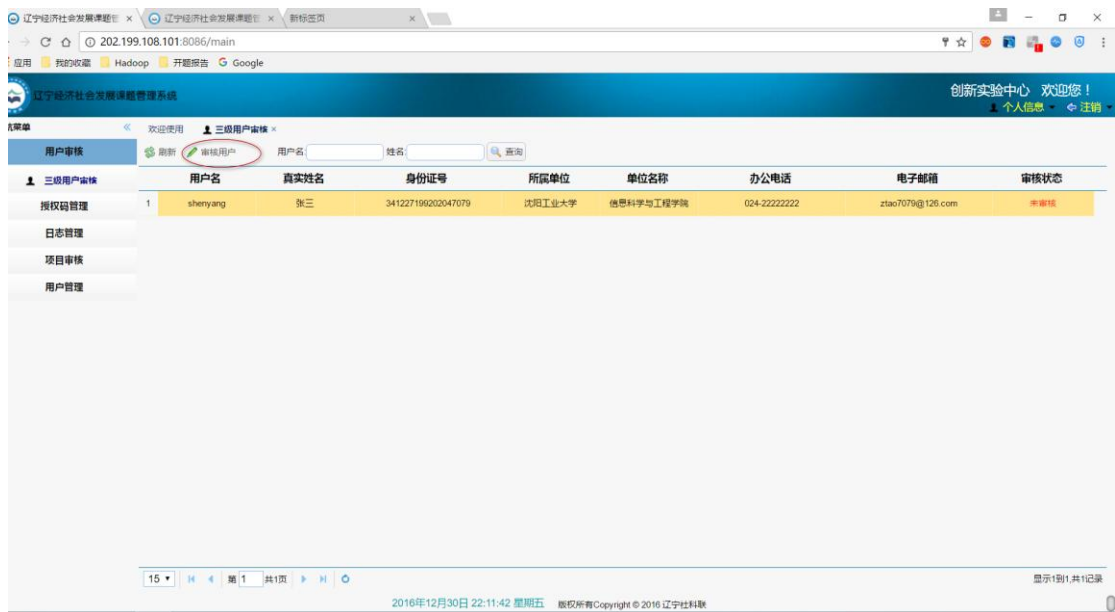 辽宁经济社会发展课题 辽宁经济社会发展课题 新标签页
202.199.108.101:8086/main
应用 我的收藏 Hadoop 开题报告 G Google
辽宁经济社会发展课题管理系统
创新实验中心 欢迎您！
个人信息 注销
航菜单 欢迎使用 三级用户审核
用户审核 刷新 审核用户 用户名: 姓名: 查询
三级用户审核
授权码管理
日志管理
项目审核
用户管理
用户名 真实姓名 身份证号 所属单位 单位名称 办公电话 电子邮箱 审核状态
1 shenyang 张三 341227199202047079 沈阳工业大学 信息科学与工程学院 024-22222222 ztao7079@126.com 未审核
15 第 1 共1页 显示1到1,共1记录
2016年12月30日 22:11:42 星期五 版权所有Copyright © 2016 辽宁社科联